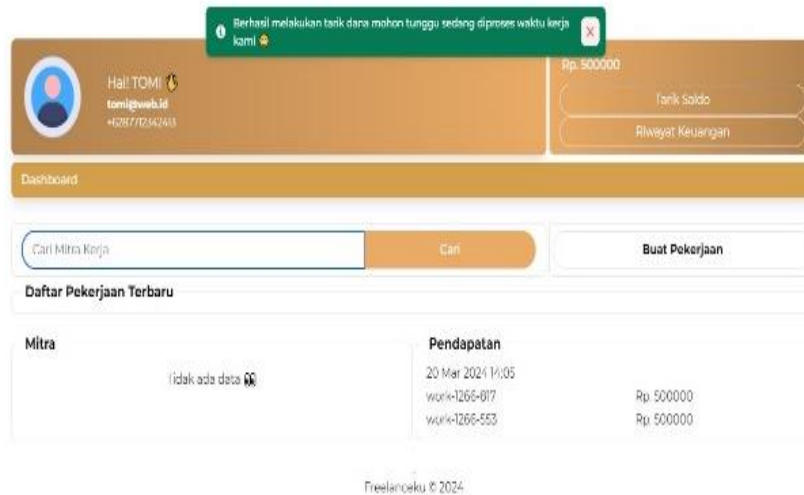 Berhasil melakukan tarik dana mohon tunggu sedang diproses waktu kerja
kami
Hai! TOMI
tomi@web.id
Rp. 500000
Tarik Saldo
Riwayat Keuangan
Dashboard
Cari Mitra Kerja
Cari
Buat Pekerjaan
Daftar Pekerjaan Terbaru
Mitra
Tidak ada data
Pendapatan
20 Mar 2024 14:05
work-1266-817 Rp. 500000
work-1266-553 Rp. 500000
Freelanceku © 2024